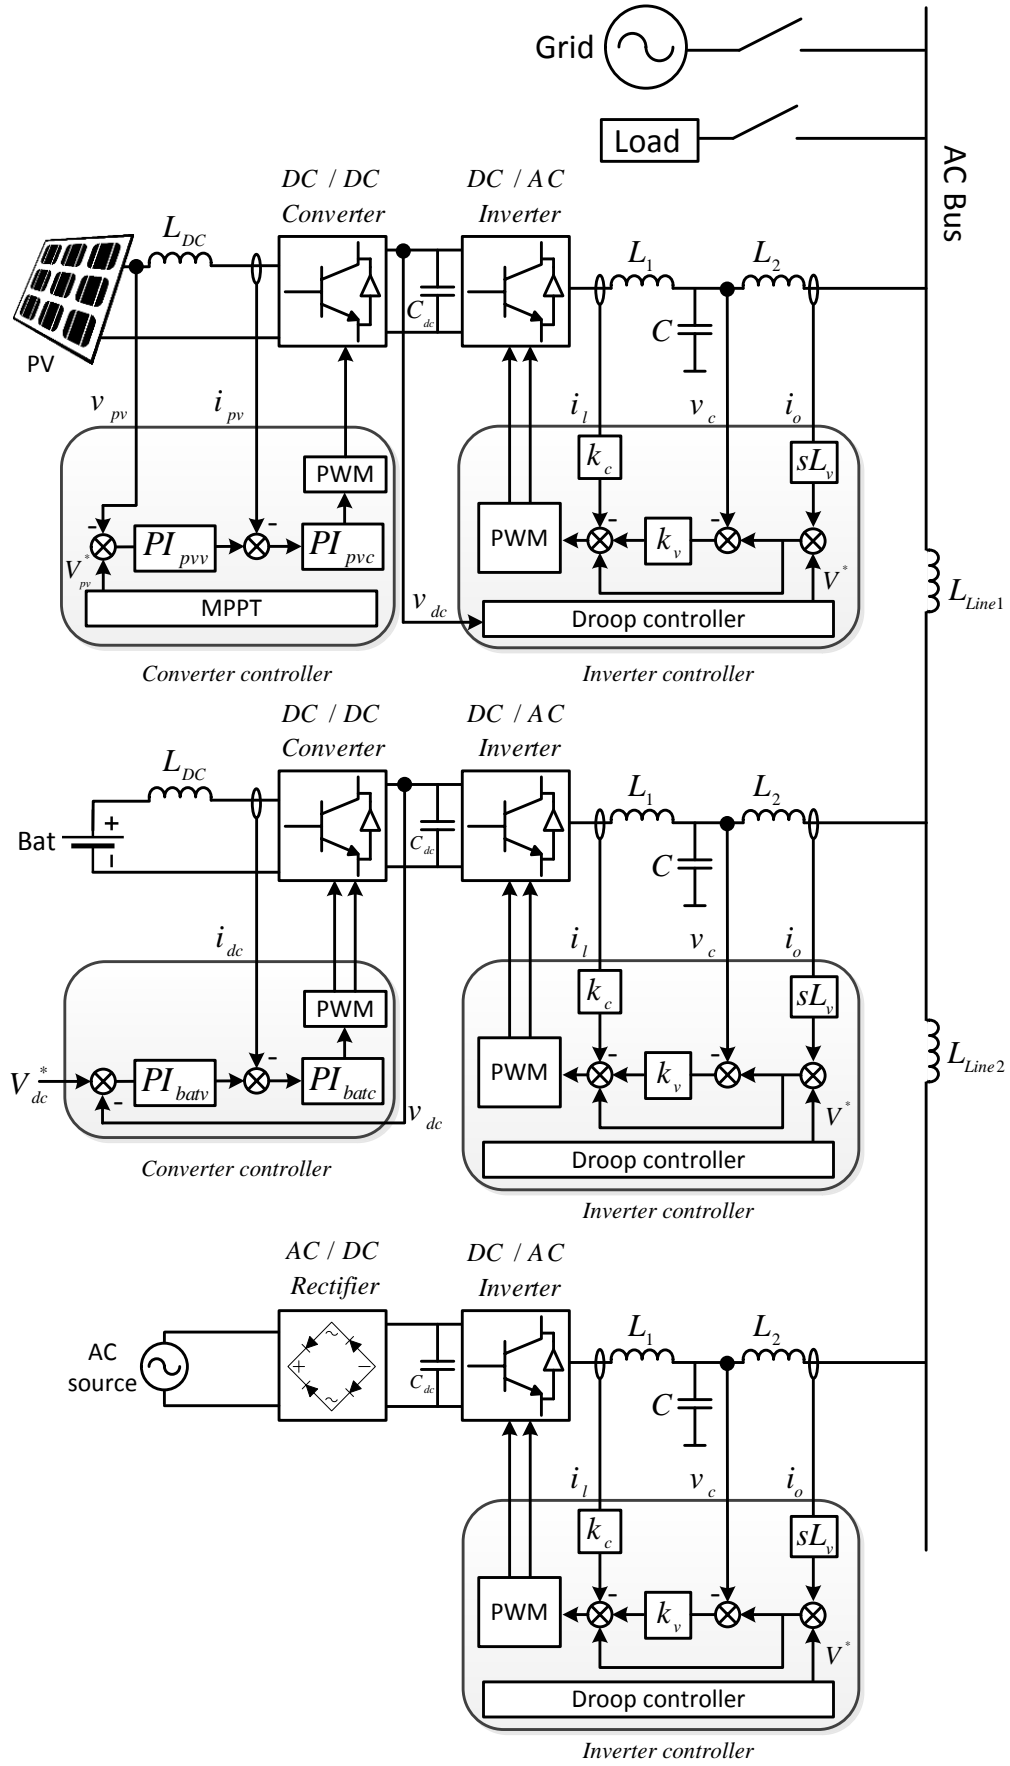 Grid
Load
AC Bus
DC / DC
Converter
DC / AC
Inverter
L_DC
L_1
L_2
C_dc
C
PV
v_pv
i_pv
i_l
v_c
i_o
k_c
sL_v
PWM
-
-
PI_pvv
PI_pvc
V_pv^*
MPPT
v_dc
-
-
PWM
k_v
V^*
Droop controller
L_Line1
Converter controller
Inverter controller
DC / DC
Converter
DC / AC
Inverter
L_DC
L_1
L_2
Bat
+
-
C_dc
C
i_dc
i_l
v_c
i_o
k_c
sL_v
PWM
-
-
-
PWM
k_v
L_Line2
V_dc^*
PI_batv
PI_batc
-
v_dc
V^*
Droop controller
Converter controller
Inverter controller
AC / DC
Rectifier
DC / AC
Inverter
L_1
L_2
AC
source
~
+
-
~
C_dc
C
i_l
v_c
i_o
k_c
sL_v
-
-
PWM
k_v
V^*
Droop controller
Inverter controller